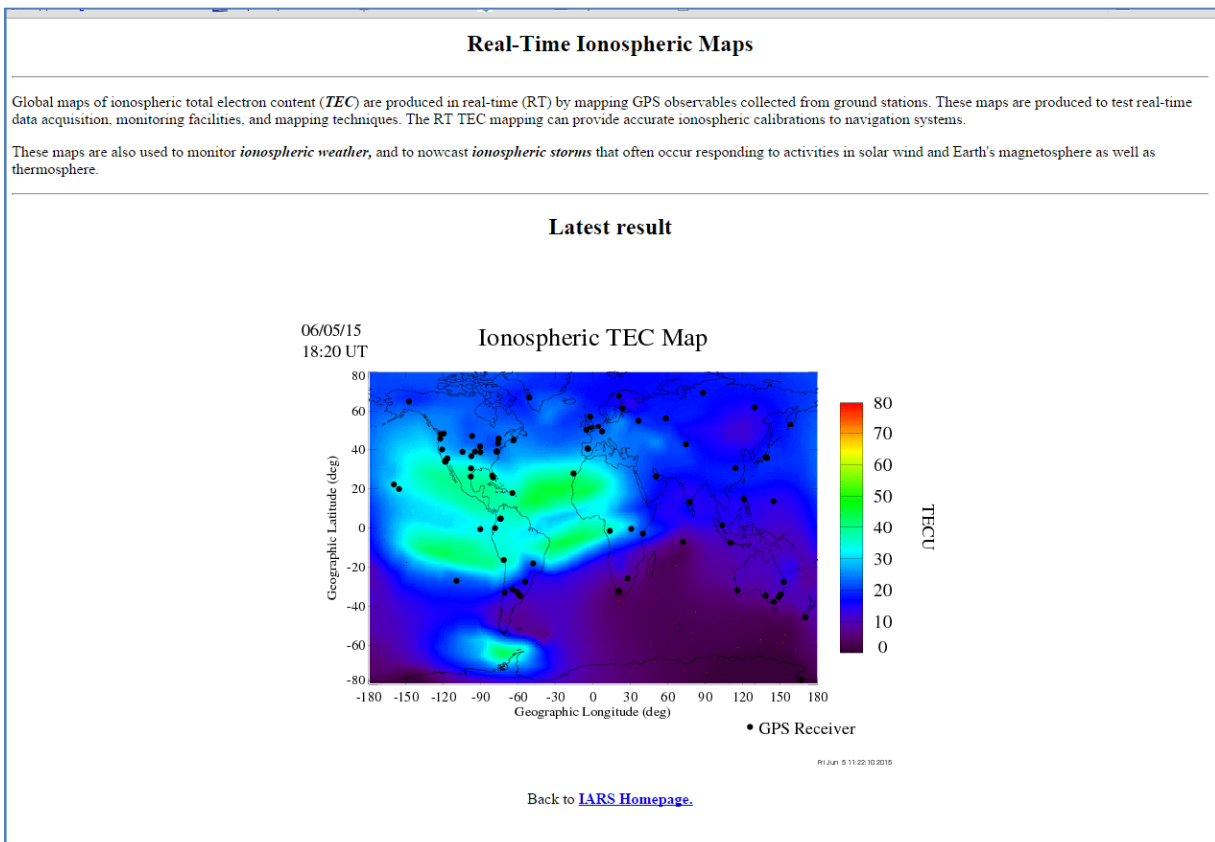 Real-Time Ionospheric Maps
Global maps of ionospheric total electron content (TEC) are produced in real-time (RT) by mapping GPS observables collected from ground stations. These maps are produced to test real-time
data acquisition, monitoring facilities, and mapping techniques. The RT TEC mapping can provide accurate ionospheric calibrations to navigation systems.
These maps are also used to monitor ionospheric weather, and to nowcast ionospheric storms that often occur responding to activities in solar wind and Earth's magnetosphere as well as
thermosphere.
Latest result
06/05/15
18:20 UT
Ionospheric TEC Map
80
60
40
20
0
-20
-40
-60
-80
Geographic Latitude (deg)
-180 -150 -120 -90 -60 -30 0 30 60 90 120 150 180
Geographic Longitude (deg)
80
70
60
50
40
30
20
10
0
TECU
GPS Receiver
Fri Jun 5 11:22:10 2015
Back to IARS Homepage.